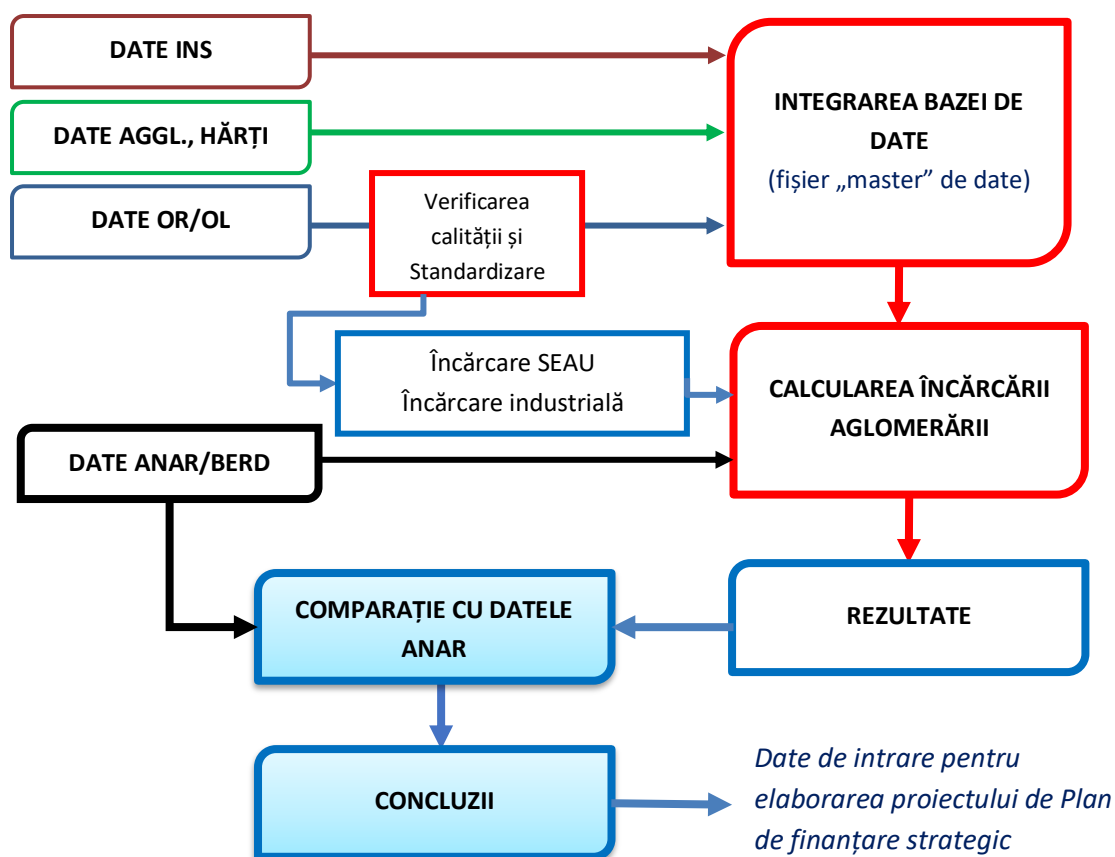 DATE INS
DATE AGGL., HĂRȚI
DATE OR/OL
Verificarea
calității și
Standardizare
INTEGRAREA BAZEI DE
DATE
(fișier „master” de date)
Încărcare SEAU
Încărcare industrială
CALCULAREA ÎNCĂRCĂRII
AGLOMERĂRII
DATE ANAR/BERD
COMPARAȚIE CU DATELE
ANAR
REZULTATE
CONCLUZII
Date de intrare pentru
elaborarea proiectului de Plan
de finanțare strategic